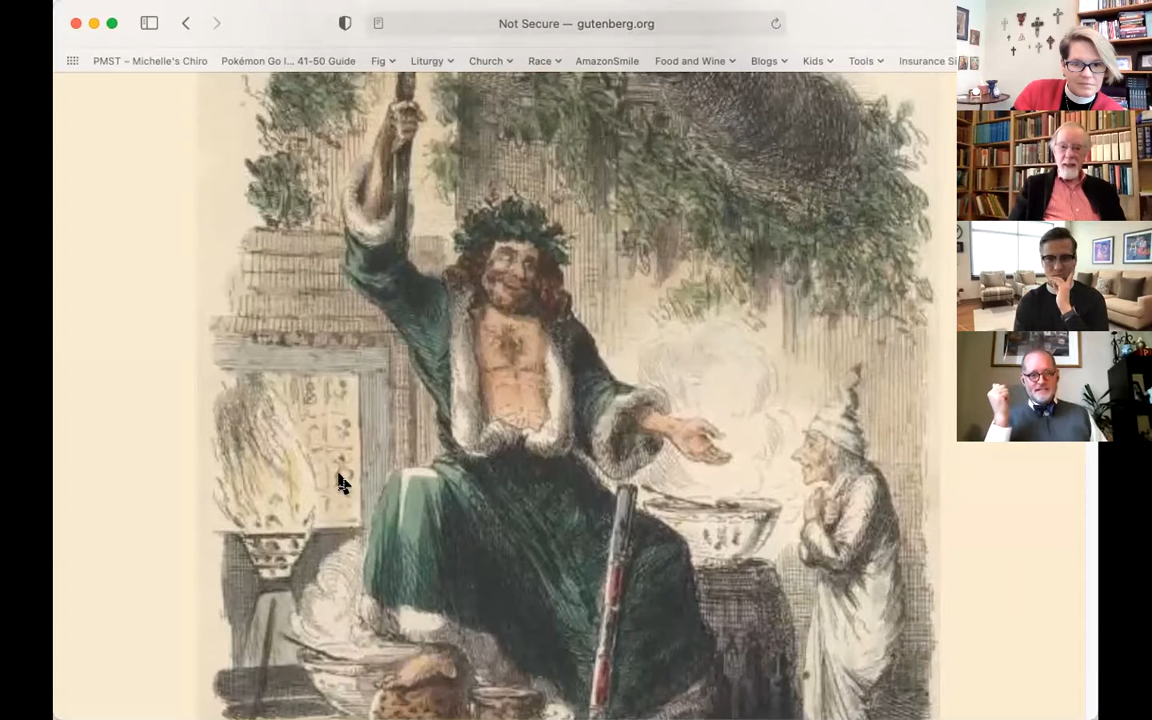 Not Secure — gutenberg.org
PMST – Michelle's Chiro Pokémon Go I... 41-50 Guide Fig Liturgy Church Race AmazonSmile Food and Wine Blogs Kids Tools Insurance Si